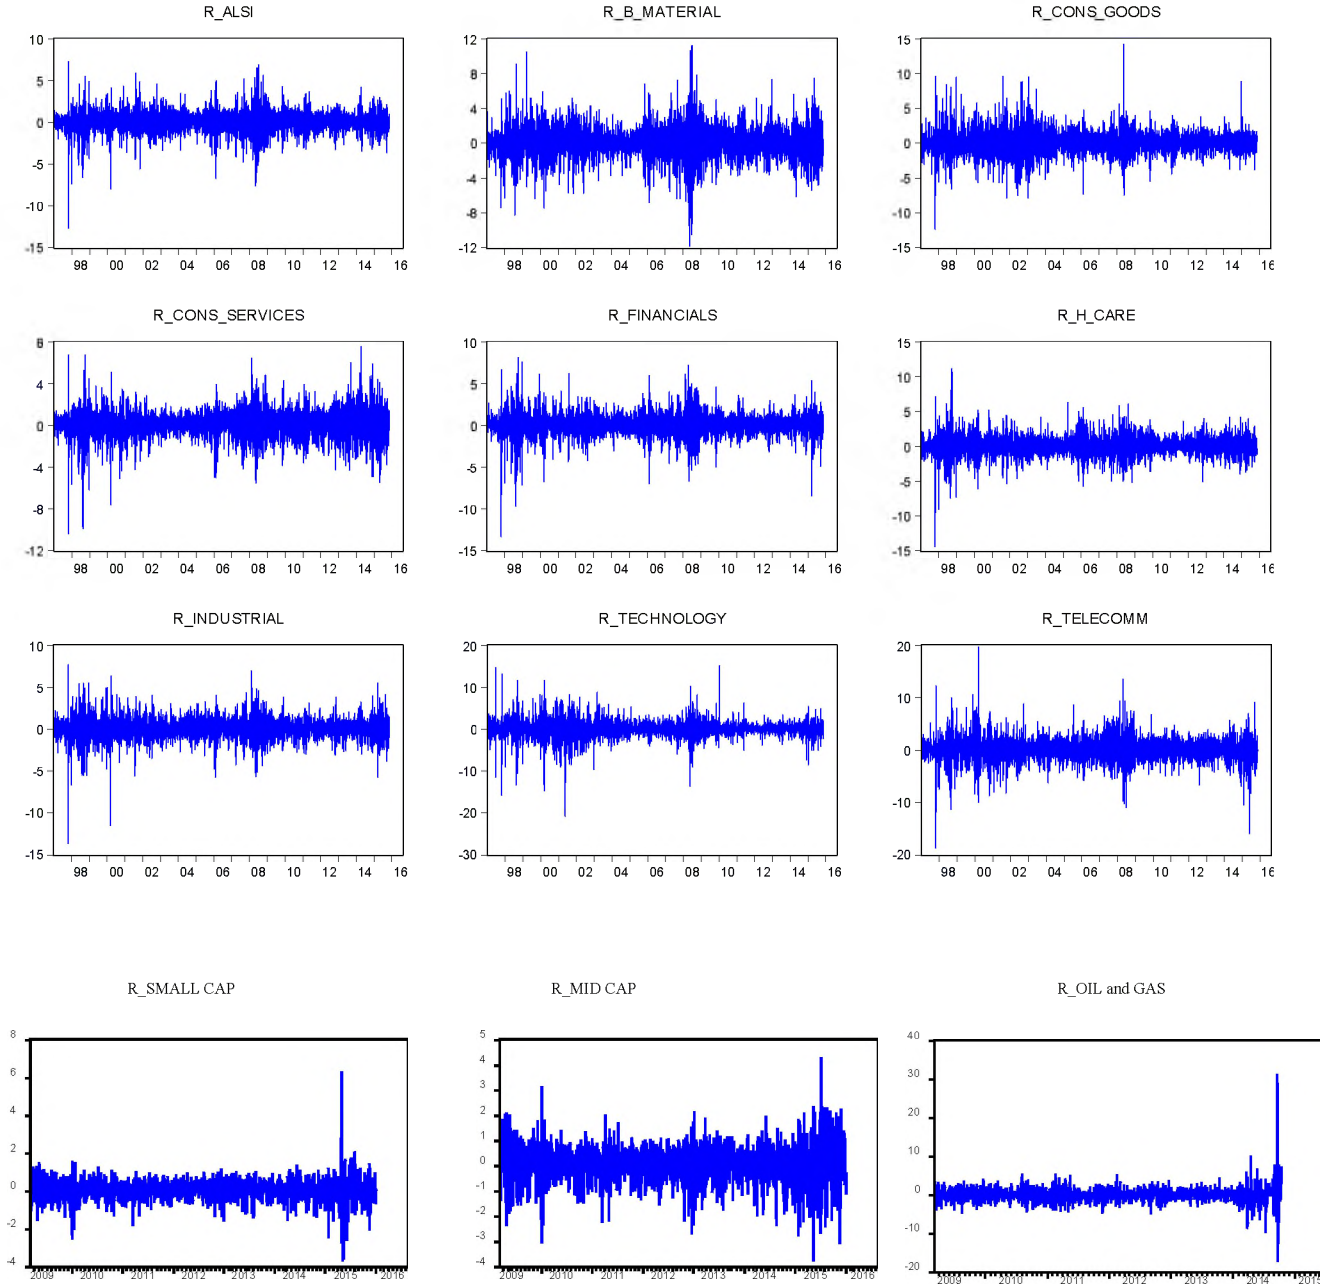 R_ALSI R_B_MATERIAL R_CONS_GOODS
10 12 15
8 10
5
4 5
0 0 0
-5 -4 -5
-10 -8 -10
-15 -12 -15
98 00 02 04 06 08 10 12 14 16 98 00 02 04 06 08 10 12 14 16 98 00 02 04 06 08 10 12 14 16
R_CONS_SERVICES R_FINANCIALS R_H_CARE
10 15
4 5 10
5
0 0 0
-4 -5 -5
-8 -10 -10
-12 -15 -15
98 00 02 04 06 08 10 12 14 16 98 00 02 04 06 08 10 12 14 16 98 00 02 04 06 08 10 12 14 16
R_INDUSTRIAL R_TECHNOLOGY R_TELECOMM
10 20 20
5 10 10
0 0 0
-5 -10
-10 -20 -10
-15 -30 -20
98 00 02 04 06 08 10 12 14 16 98 00 02 04 06 08 10 12 14 16 98 00 02 04 06 08 10 12 14 16
R_SMALL CAP R_MID CAP R_OIL and GAS
8 5 40
6 4 30
4 3 20
2 2 10
0 1 0
-2 0 -10
-4 -1 -20
-2
-3
-4
2009 2010 2011 2012 2013 2014 2015 2016 2009 2010 2011 2012 2013 2014 2015 2016 2009 2010 2011 2012 2013 2014 2015